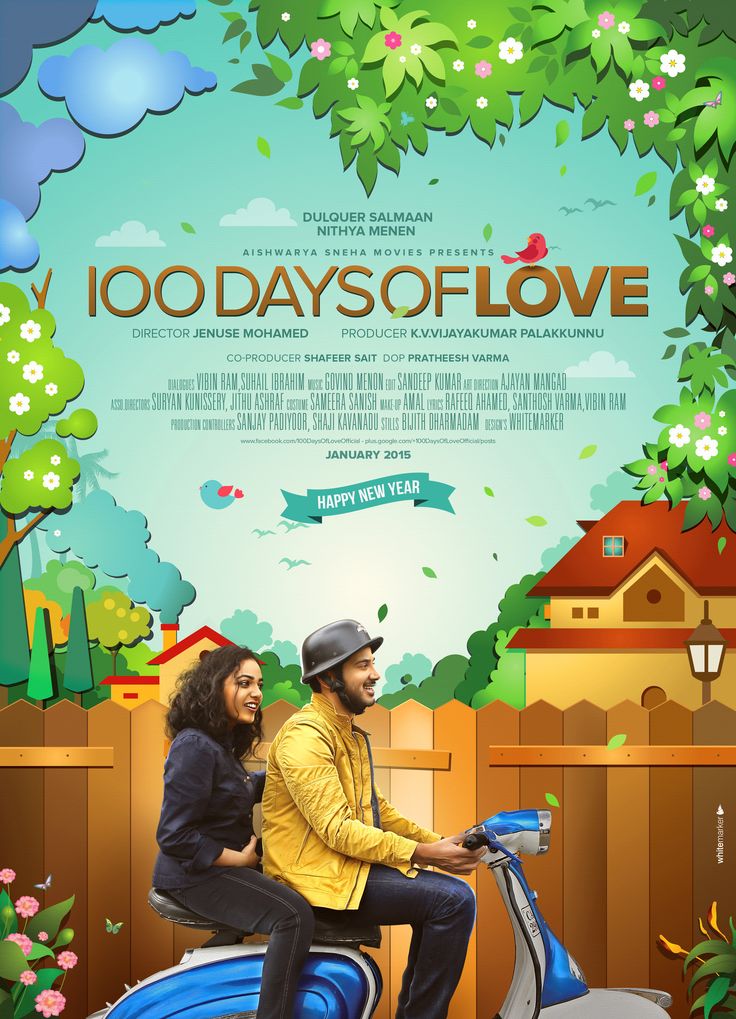 DULQUER SALMAAN
NITHYA MENEN
AISHWARYA SNEHA MOVIES PRESENTS
100 DAYS OF LOVE
DIRECTOR JENUSE MOHAMED PRODUCER K.V.VIJAYAKUMAR PALAKKUNNU
CO-PRODUCER SHAFEER SAIT DOP PRATHEESH VARMA
DIALOGUES VIBIN RAM,SUHAIL IBRAHIM MUSIC GOVIND MENON EDIT SANDEEP KUMAR ART DIRECTION AJAYAN MANGAD
ASSO.DIRECTORS SURYAN KUNISSERY, JITHU ASHRAF COSTUME SAMEERA SANISH MAKE-UP AMAL LYRICS RAFEEQ AHAMED, SANTHOSH VARMA,VIBIN RAM
PRODUCTION CONTROLLERS SANJAY PADIYOOR, SHAJI KAVANADU STILLS BIJITH DHARMADAM DESIGN'S WHITEMARKER
www.facebook.com/100DaysOfLoveOfficial - plus.google.com/+100DaysOfLoveOfficial/posts
JANUARY 2015
HAPPY NEW YEAR
whitemarker